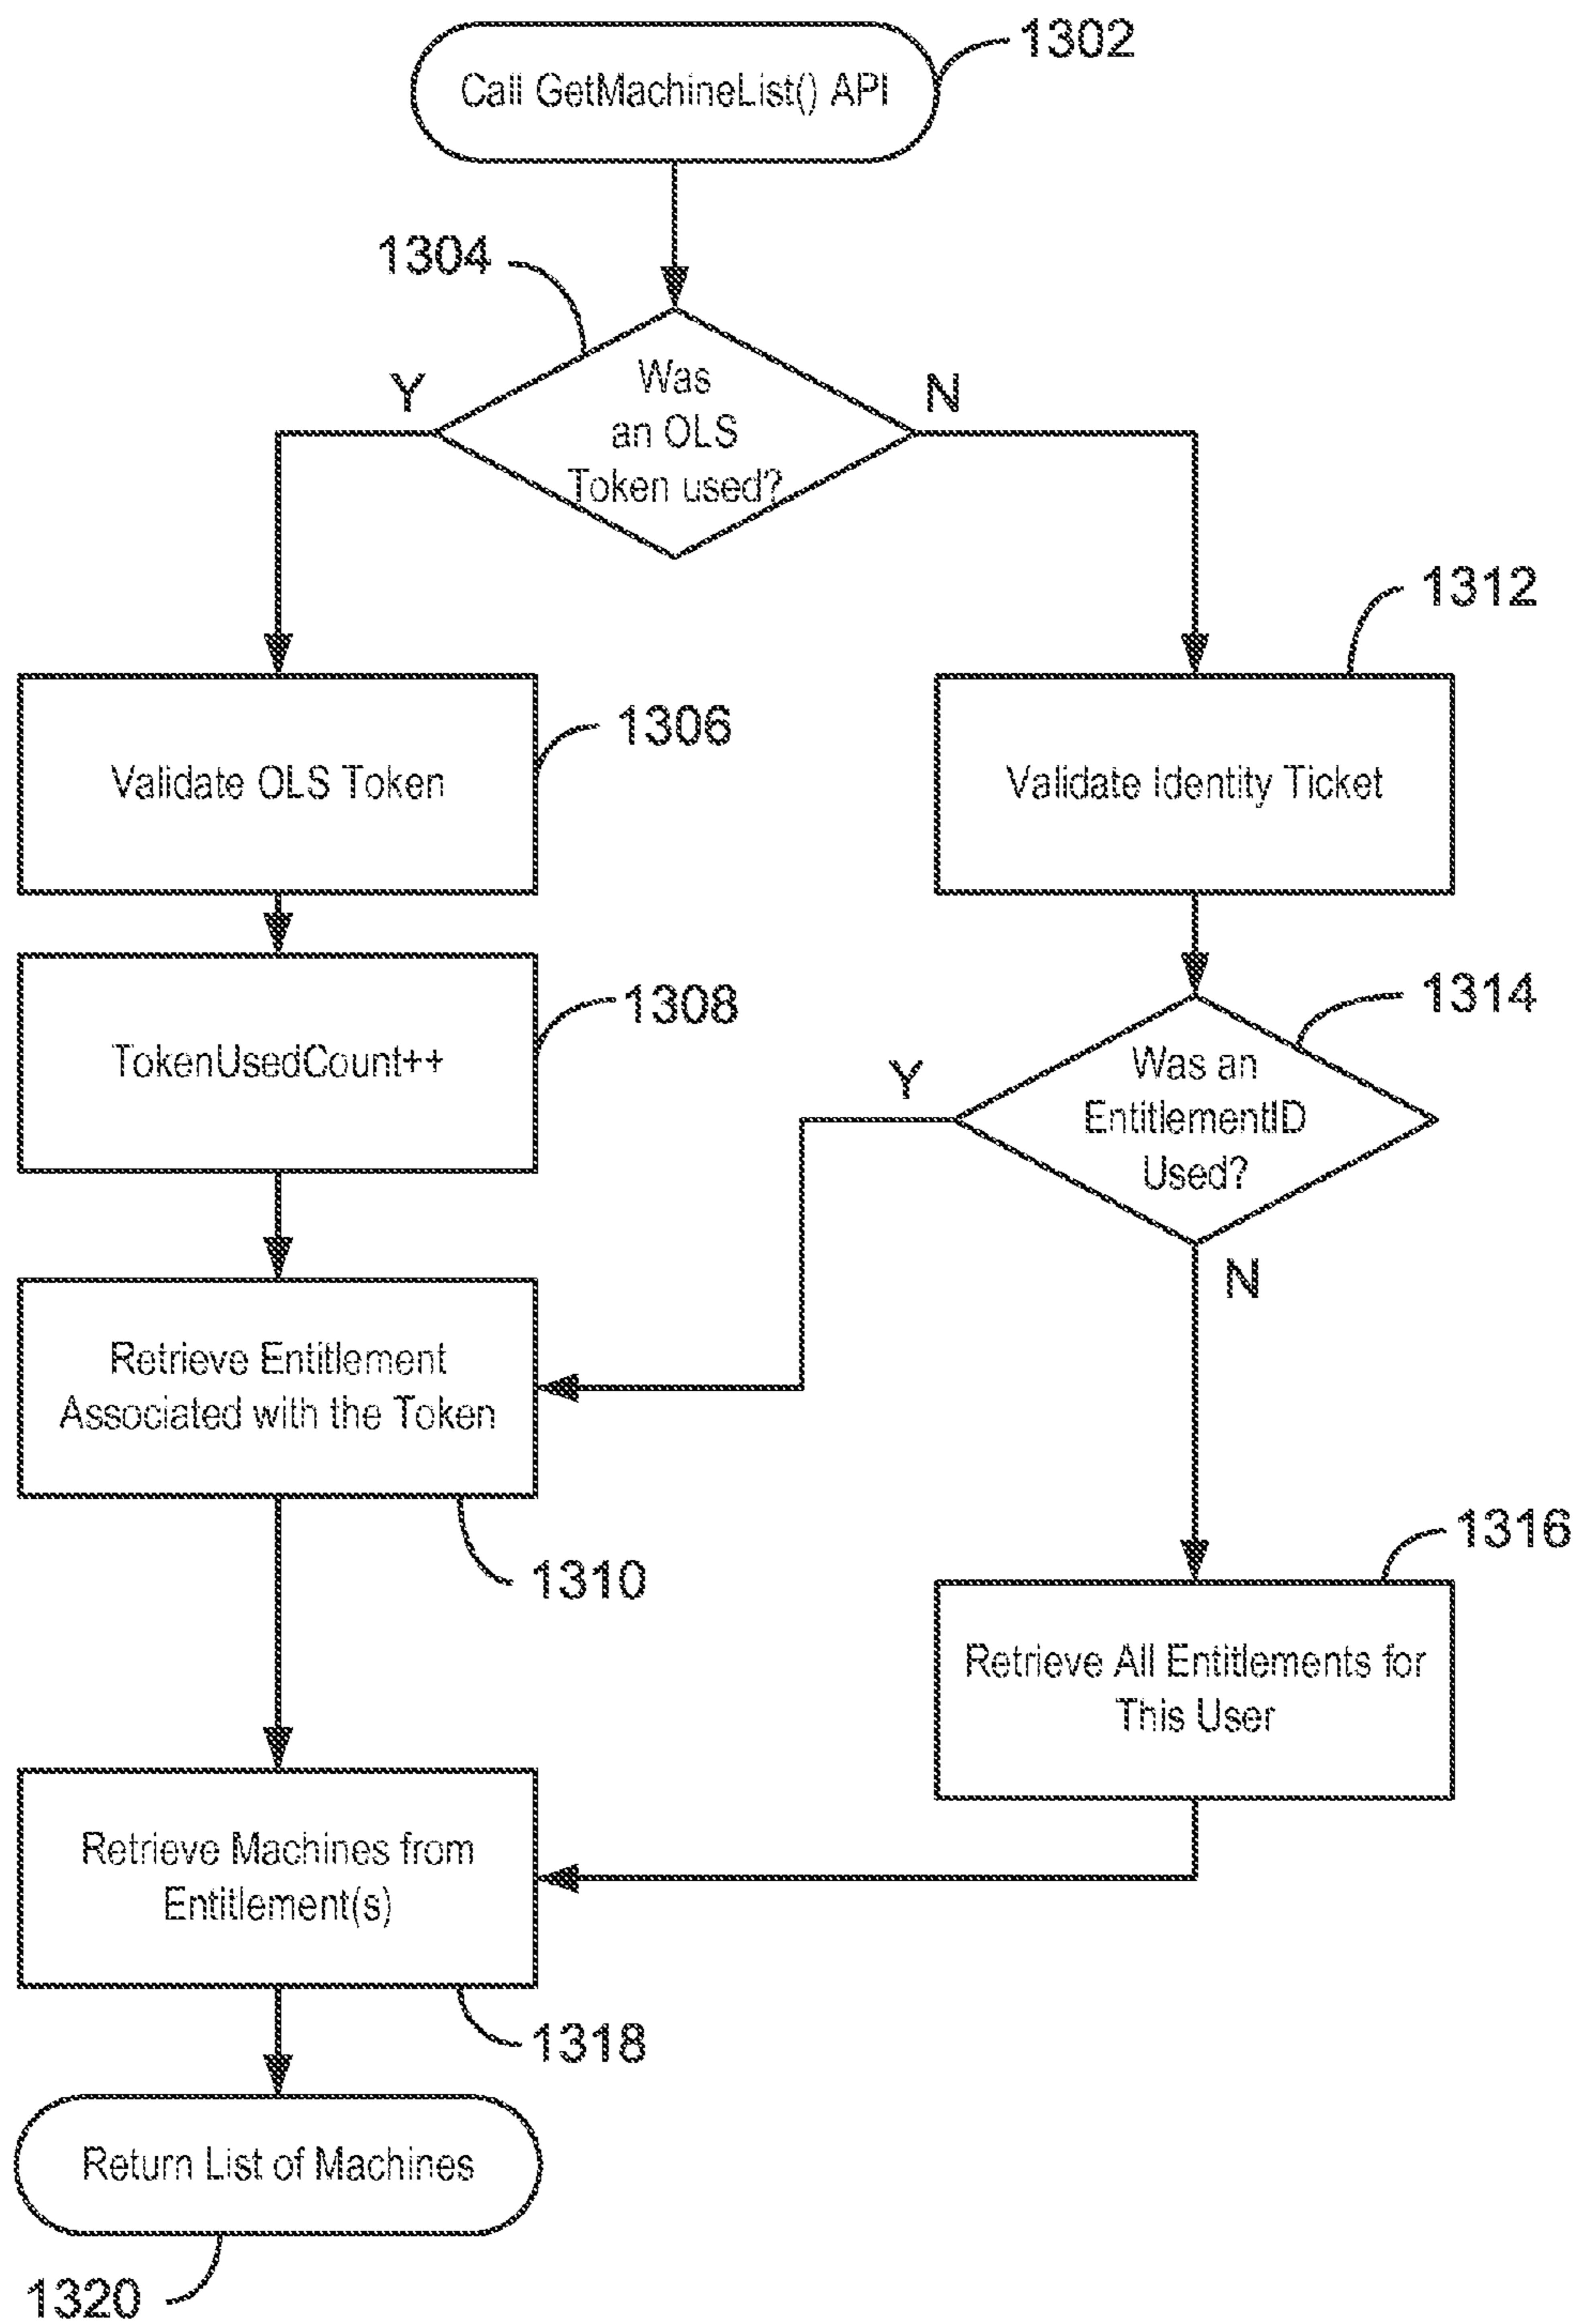 1302
Call GetMachineList() API
1304
Y
N
Was
an OLS
Token used?
1312
1306
Validate OLS Token
Validate Identity Ticket
1314
1308
TokenUsedCount++
Y
Was an
EntitlementID
Used?
N
Retrieve Entitlement
Associated with the Token
1310
1316
Retrieve All Entitlements for
This User
Retrieve Machines from
Entitlement(s)
1318
Return List of Machines
1320